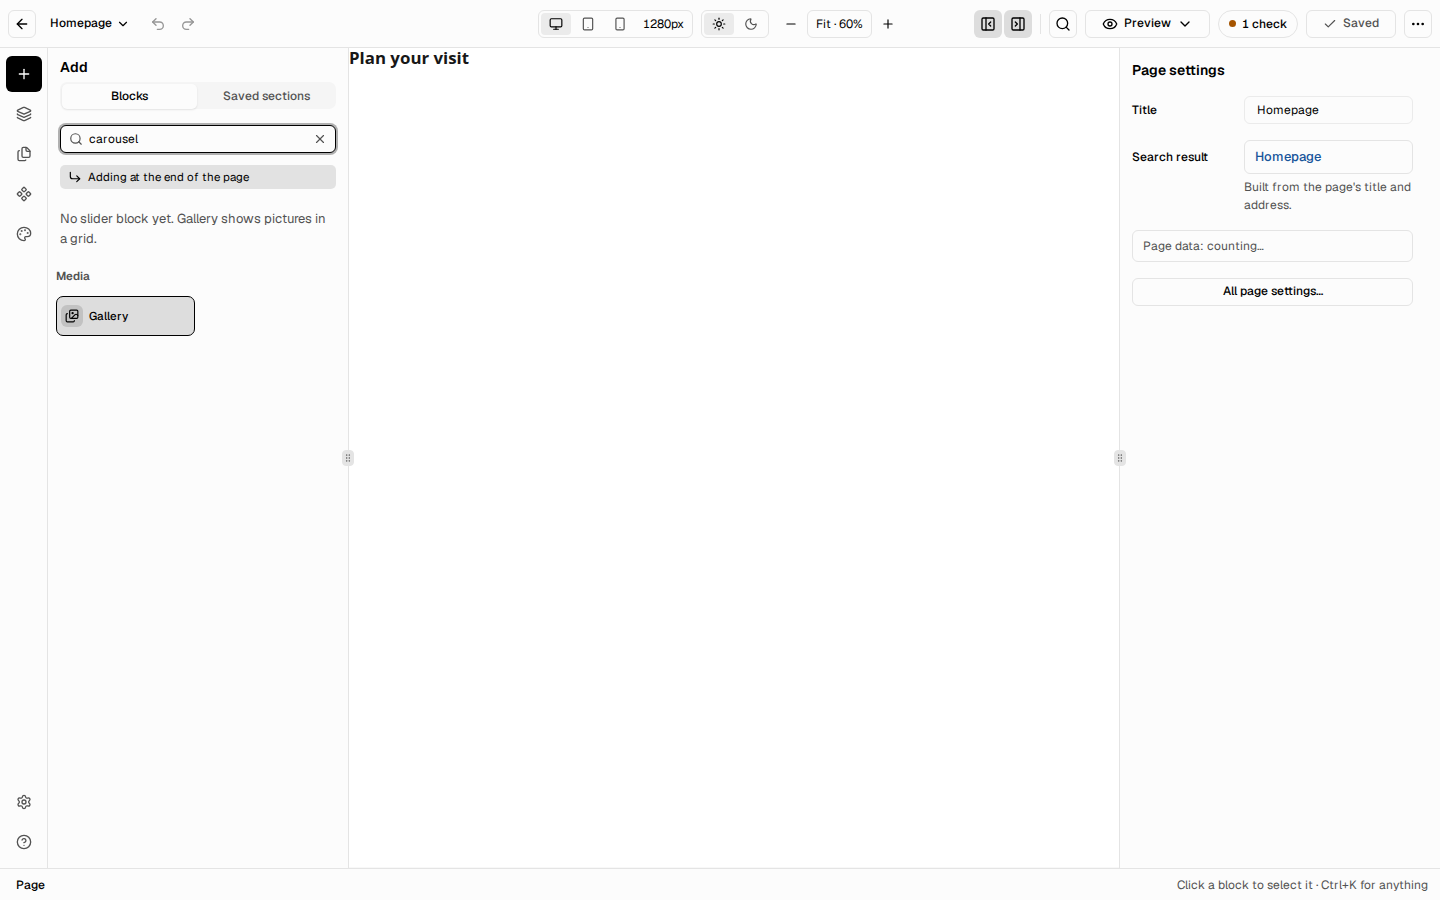 Homepage
1280px
Fit · 60%
Preview
1 check
Saved
Add
Blocks
Saved sections
carousel
Adding at the end of the page
No slider block yet. Gallery shows pictures in
a grid.
Media
Gallery
Plan your visit
Page settings
Title
Homepage
Search result
Homepage
Built from the page's title and
address.
Page data: counting…
All page settings…
Page
Click a block to select it · Ctrl+K for anything